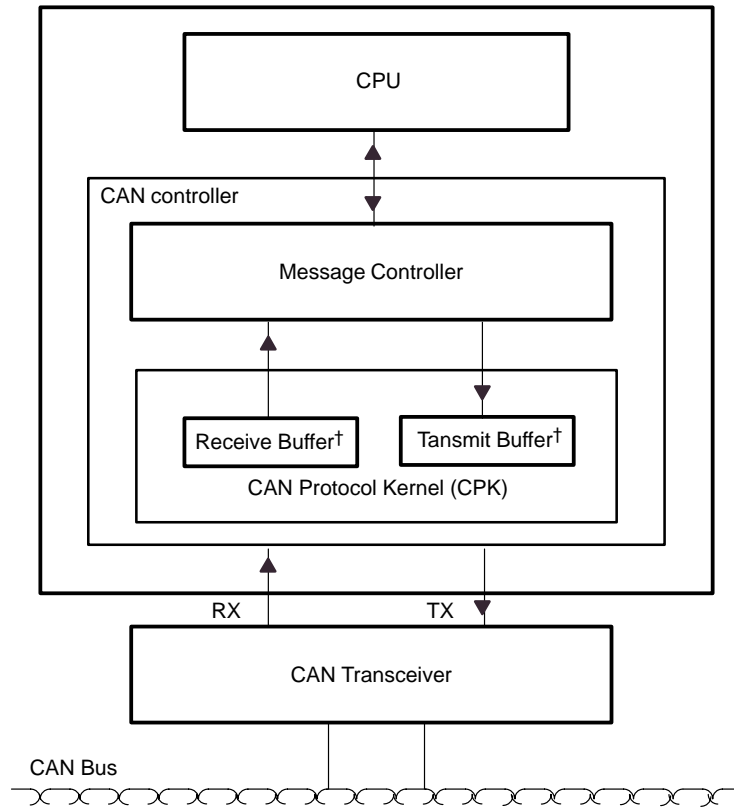 CPU
CAN controller
Message Controller
Receive Buffer†
Tansmit Buffer†
CAN Protocol Kernel (CPK)
RX
TX
CAN Transceiver
CAN Bus